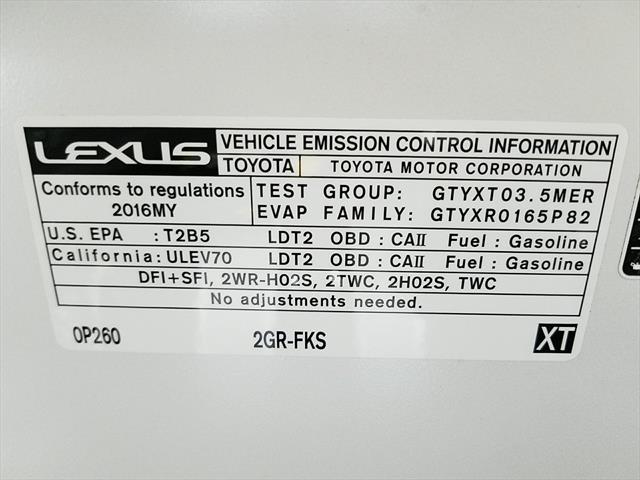 LEXUS VEHICLE EMISSION CONTROL INFORMATION
TOYOTA TOYOTA MOTOR CORPORATION
Conforms to regulations
2016MY
TEST GROUP: GTYXT03.5MER
EVAP FAMILY: GTYXR0165P82
U.S. EPA : T2B5 LDT2 OBD : CAII Fuel : Gasoline
California: ULEV70 LDT2 OBD : CAII Fuel : Gasoline
DFI+SFI, 2WR-HO2S, 2TWC, 2HO2S, TWC
No adjustments needed.
0P260 2GR-FKS XT